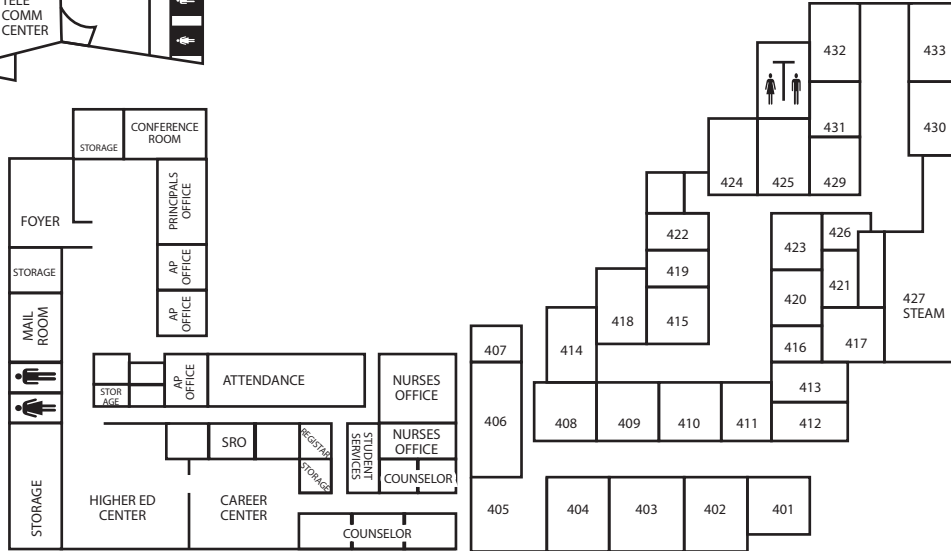 TELE
COMM
CENTER
CONFERENCE
ROOM
STORAGE
PRINCIPALS
OFFICE
FOYER
AP
OFFICE
STORAGE
AP
OFFICE
MAIL
ROOM
STOR
AGE
AP
OFFICE
ATTENDANCE
NURSES
OFFICE
SRO
REGISTAR
STUDENT
SERVICES
NURSES
OFFICE
STORAGE
COUNSELOR
STORAGE
HIGHER ED
CENTER
CAREER
CENTER
COUNSELOR
432
433
431
430
424
425
429
422
423
426
419
421
420
427
STEAM
418
415
414
407
416
417
413
406
408
409
410
411
412
405
404
403
402
401